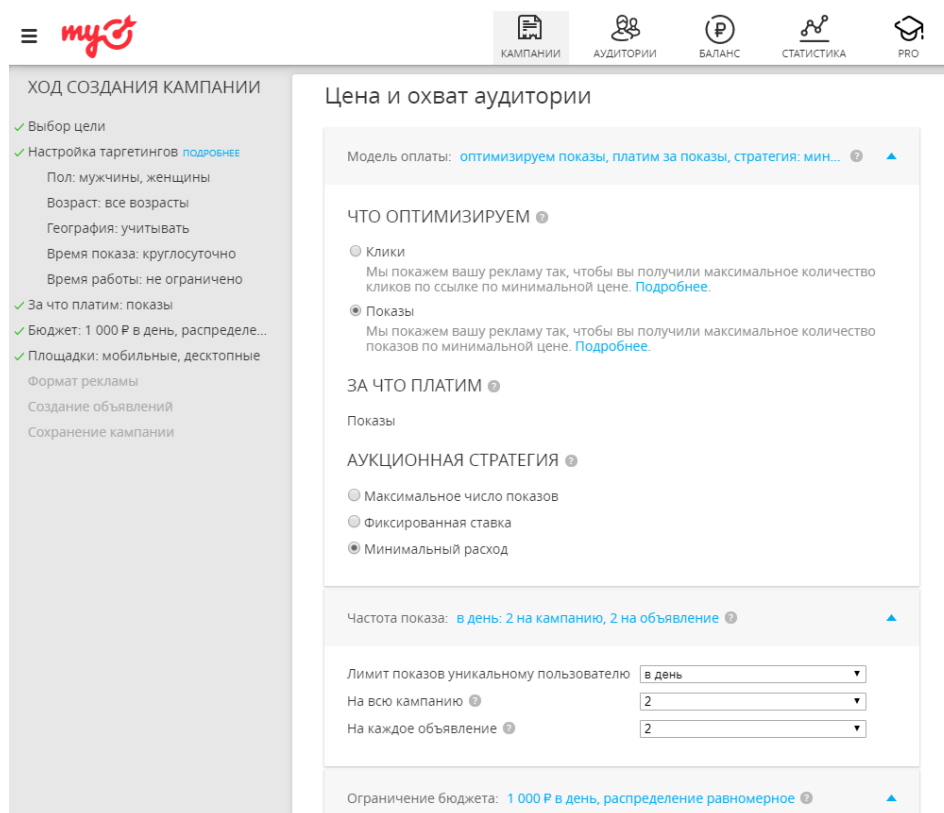 my
КАМПАНИИ АУДИТОРИИ БАЛАНС СТАТИСТИКА PRO
ХОД СОЗДАНИЯ КАМПАНИИ
Выбор цели
Настройка таргетингов ПОДРОБНЕЕ
Пол: мужчины, женщины
Возраст: все возрасты
География: учитывать
Время показа: круглосуточно
Время работы: не ограничено
За что платим: показы
Бюджет: 1 000 ₽ в день, распределе...
Площадки: мобильные, десктопные
Формат рекламы
Создание объявлений
Сохранение кампании
Цена и охват аудитории
Модель оплаты: оптимизируем показы, платим за показы, стратегия: мин... ?
ЧТО ОПТИМИЗИРУЕМ ?
Клики
Мы покажем вашу рекламу так, чтобы вы получили максимальное количество
кликов по ссылке по минимальной цене. Подробнее.
Показы
Мы покажем вашу рекламу так, чтобы вы получили максимальное количество
показов по минимальной цене. Подробнее.
ЗА ЧТО ПЛАТИМ ?
Показы
АУКЦИОННАЯ СТРАТЕГИЯ ?
Максимальное число показов
Фиксированная ставка
Минимальный расход
Частота показа: в день: 2 на кампанию, 2 на объявление ?
Лимит показов уникальному пользователю в день
На всю кампанию ? 2
На каждое объявление ? 2
Ограничение бюджета: 1 000 ₽ в день, распределение равномерное ?